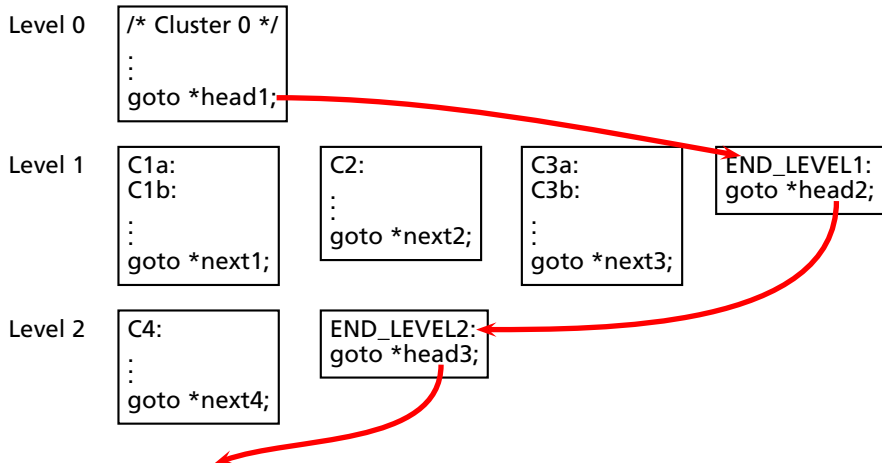 Level 0
/* Cluster 0 */
.
:
goto *head1;
Level 1
C1a:
C1b:
.
:
goto *next1;
C2:
.
:
goto *next2;
C3a:
C3b:
.
:
goto *next3;
END_LEVEL1:
goto *head2;
Level 2
C4:
.
:
goto *next4;
END_LEVEL2:
goto *head3;